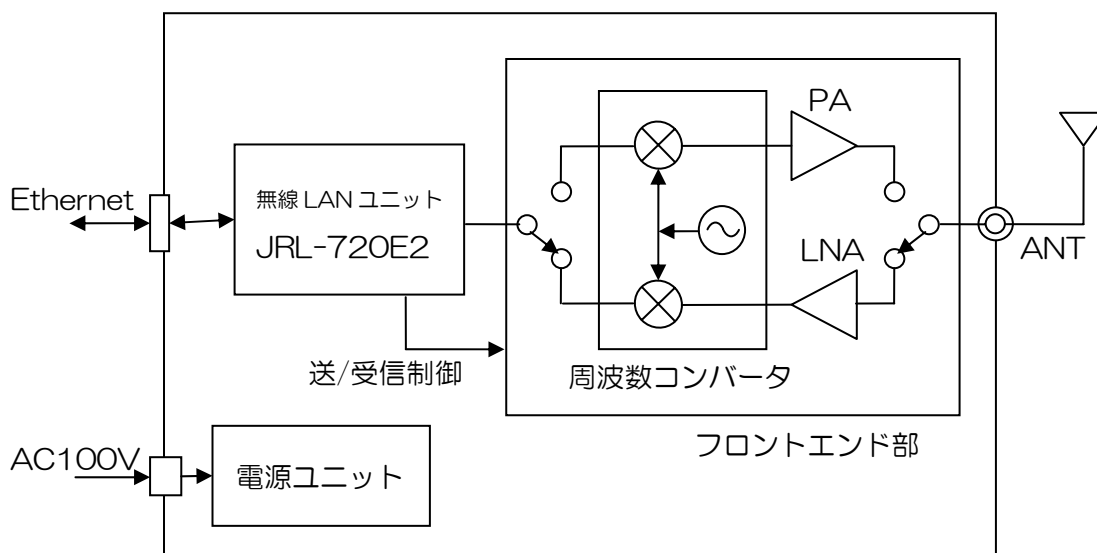 PA
Ethernet
無線 LAN ユニット
JRL-720E2
LNA
ANT
送/受信制御
周波数コンバータ
フロントエンド部
AC100V
電源ユニット